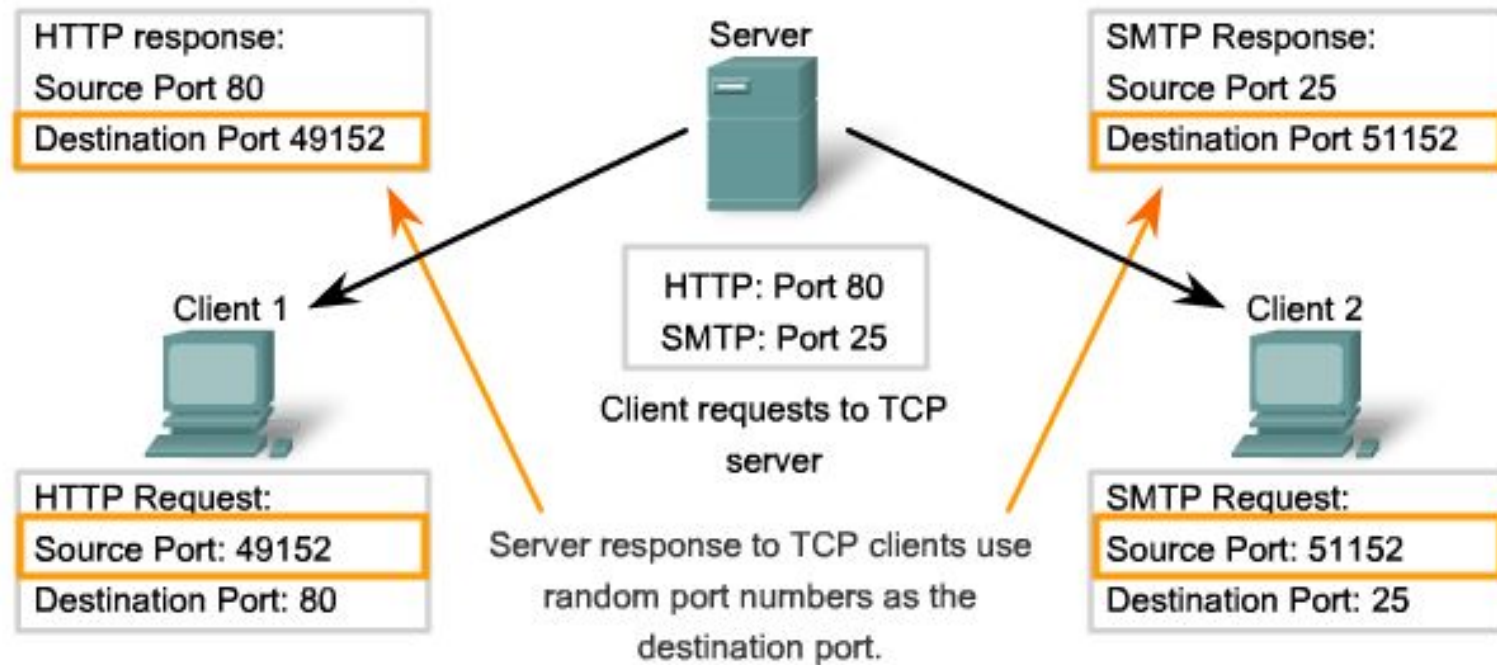 HTTP response:
Source Port 80
Destination Port 49152
Server
SMTP Response:
Source Port 25
Destination Port 51152
HTTP: Port 80
SMTP: Port 25
Client 1
Client 2
Client requests to TCP
server
HTTP Request:
Source Port: 49152
Destination Port: 80
Server response to TCP clients use
random port numbers as the
destination port.
SMTP Request:
Source Port: 51152
Destination Port: 25